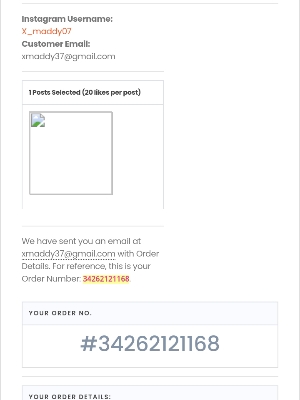 Instagram Username:
X_maddy07
Customer Email:
xmaddy37@gmail.com
1 Posts Selected (20 likes per post)
We have sent you an email at
xmaddy37@gmail.com with Order
Details. For reference, this is your
Order Number: 34262121168
YOUR ORDER NO.
#34262121168
YOUR ORDER DETAILS: